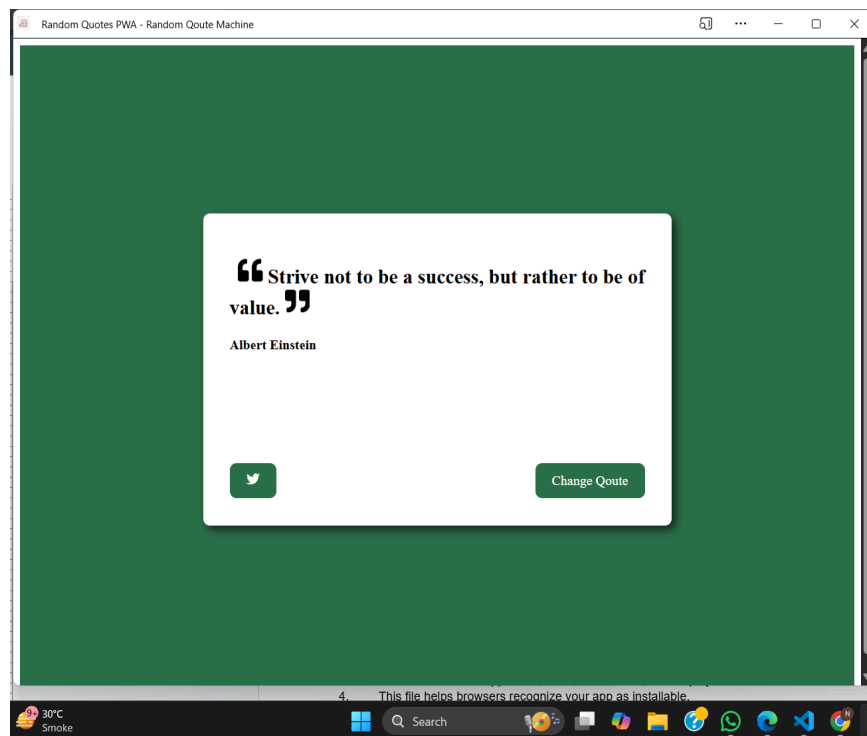 Random Quotes PWA - Random Qoute Machine
Strive not to be a success, but rather to be of
value.
Albert Einstein
Change Qoute
4. This file helps browsers recognize your app as installable.
9+
30°C
Smoke
Search
N